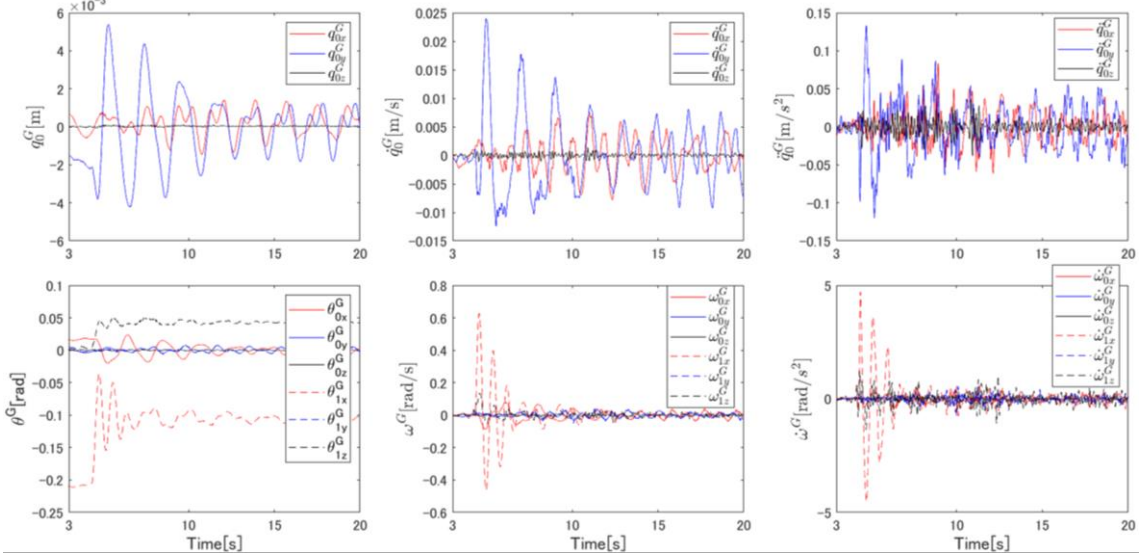 ×10⁻³
6
4
2
0
−2
−4
−6
3 10 15 20
q₀ᴳ[m]
q₀ₓᴳ
q₀ᵧᴳ
q₀zᴳ
0.025
0.02
0.015
0.01
0.005
0
−0.005
−0.01
−0.015
3 10 15 20
q̇₀ᴳ[m/s]
q̇₀ₓᴳ
q̇₀ᵧᴳ
q̇₀zᴳ
0.15
0.1
0.05
0
−0.05
−0.1
−0.15
3 10 15 20
q̈₀ᴳ[m/s²]
q̈₀ₓᴳ
q̈₀ᵧᴳ
q̈₀zᴳ
0.1
0.05
0
−0.05
−0.1
−0.15
−0.2
−0.25
3 10 15 20
θᴳ[rad]
Time[s]
θ₀ₓᴳ
θ₀ᵧᴳ
θ₀zᴳ
θ₁ₓᴳ
θ₁ᵧᴳ
θ₁zᴳ
0.8
0.6
0.4
0.2
0
−0.2
−0.4
−0.6
3 10 15 20
ωᴳ[rad/s]
Time[s]
ω₀ₓᴳ
ω₀ᵧᴳ
ω₀zᴳ
ω₁ₓᴳ
ω₁ᵧᴳ
ω₁zᴳ
5
0
−5
3 10 15 20
ω̇ᴳ[rad/s²]
Time[s]
ω̇₀ₓᴳ
ω̇₀ᵧᴳ
ω̇₀zᴳ
ω̇₁ₓᴳ
ω̇₁ᵧᴳ
ω̇₁zᴳ